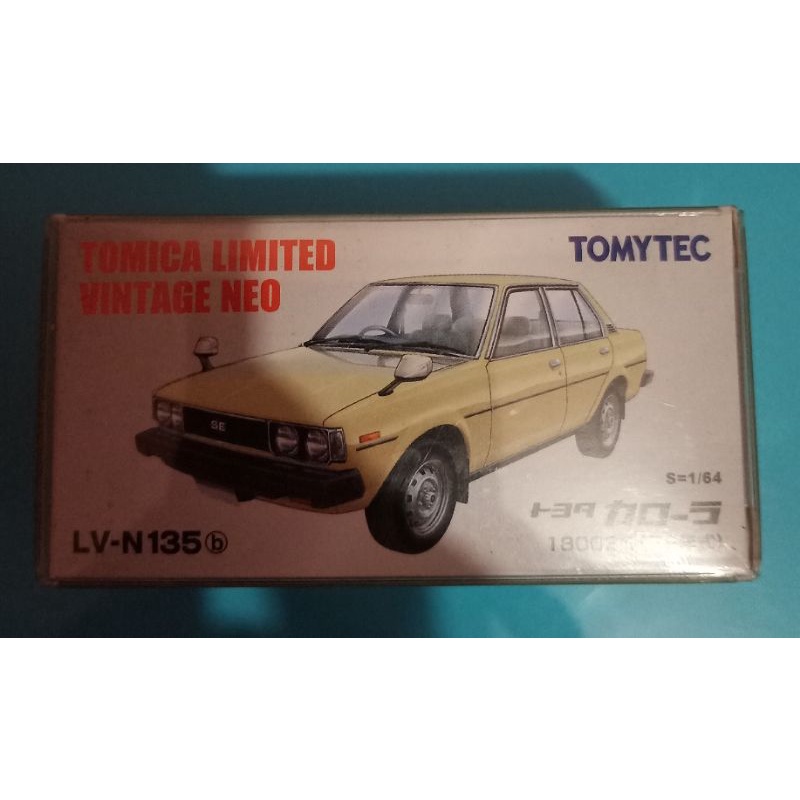 TOMICA LIMITED
VINTAGE NEO
TOMYTEC
SE
S=1/64
トヨタ カローラ
LV-N135ⓑ